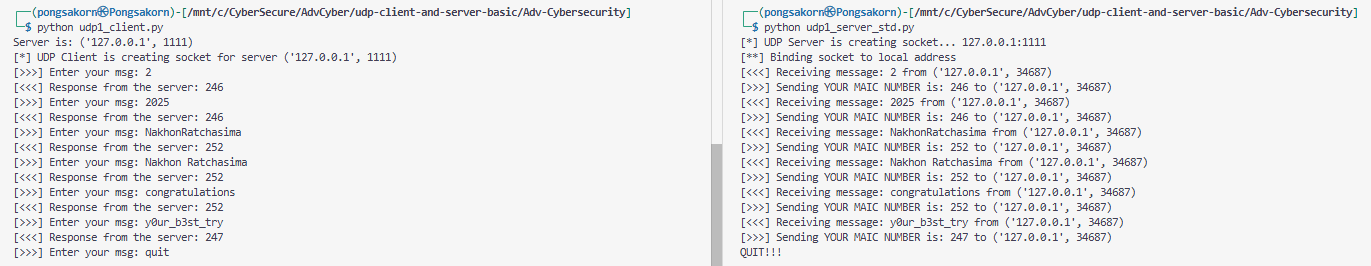 ┌──(pongsakorn㉿Pongsakorn)-[/mnt/c/CyberSecure/AdvCyber/udp-client-and-server-basic/Adv-Cybersecurity]
└─$ python udp1_client.py
Server is: ('127.0.0.1', 1111)
[*] UDP Client is creating socket for server ('127.0.0.1', 1111)
[>>>] Enter your msg: 2
[<<<] Response from the server: 246
[>>>] Enter your msg: 2025
[<<<] Response from the server: 246
[>>>] Enter your msg: NakhonRatchasima
[<<<] Response from the server: 252
[>>>] Enter your msg: Nakhon Ratchasima
[<<<] Response from the server: 252
[>>>] Enter your msg: congratulations
[<<<] Response from the server: 252
[>>>] Enter your msg: y0ur_b3st_try
[<<<] Response from the server: 247
[>>>] Enter your msg: quit
┌──(pongsakorn㉿Pongsakorn)-[/mnt/c/CyberSecure/AdvCyber/udp-client-and-server-basic/Adv-Cybersecurity]
└─$ python udp1_server_std.py
[*] UDP Server is creating socket... 127.0.0.1:1111
[**] Binding socket to local address
[<<<] Receiving message: 2 from ('127.0.0.1', 34687)
[>>>] Sending YOUR MAIC NUMBER is: 246 to ('127.0.0.1', 34687)
[<<<] Receiving message: 2025 from ('127.0.0.1', 34687)
[>>>] Sending YOUR MAIC NUMBER is: 246 to ('127.0.0.1', 34687)
[<<<] Receiving message: NakhonRatchasima from ('127.0.0.1', 34687)
[>>>] Sending YOUR MAIC NUMBER is: 252 to ('127.0.0.1', 34687)
[<<<] Receiving message: Nakhon Ratchasima from ('127.0.0.1', 34687)
[>>>] Sending YOUR MAIC NUMBER is: 252 to ('127.0.0.1', 34687)
[<<<] Receiving message: congratulations from ('127.0.0.1', 34687)
[>>>] Sending YOUR MAIC NUMBER is: 252 to ('127.0.0.1', 34687)
[<<<] Receiving message: y0ur_b3st_try from ('127.0.0.1', 34687)
[>>>] Sending YOUR MAIC NUMBER is: 247 to ('127.0.0.1', 34687)
QUIT!!!